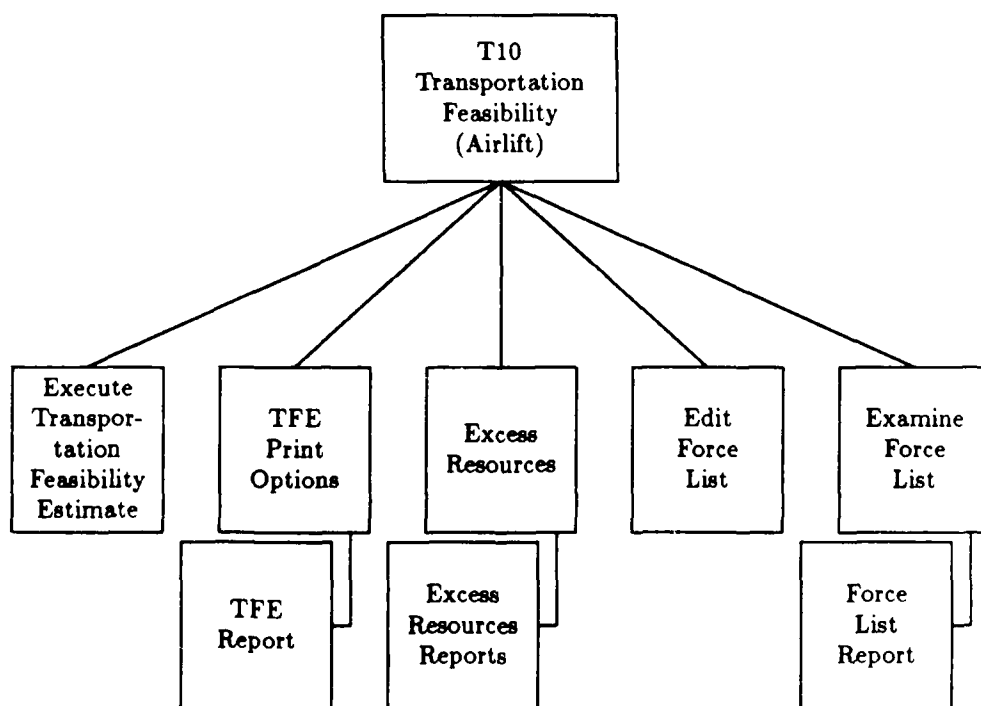 T10
Transportation
Feasibility
(Airlift)
Execute
Transpor-
tation
Feasibility
Estimate
TFE
Print
Options
Excess
Resources
Edit
Force
List
Examine
Force
List
TFE
Report
Excess
Resources
Reports
Force
List
Report